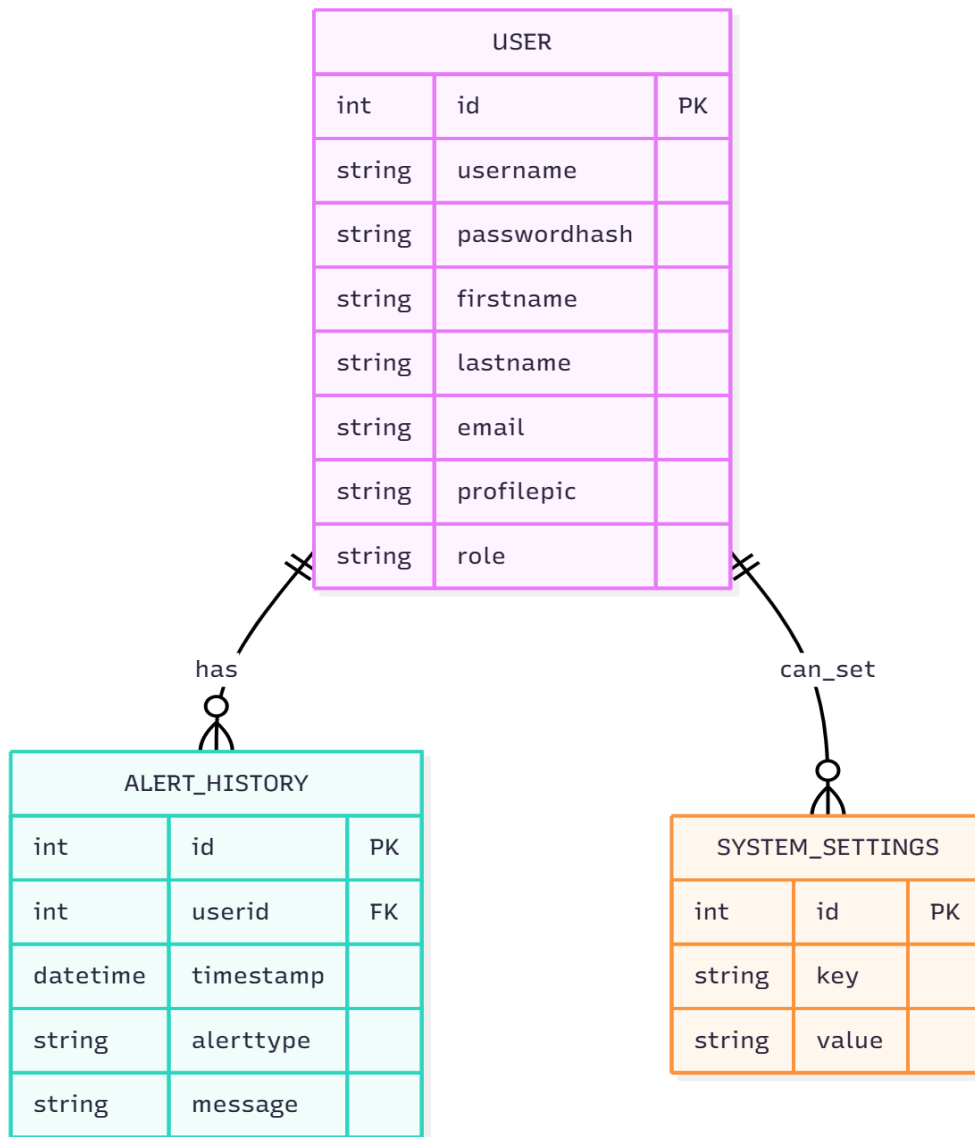 USER
int id PK
string username
string passwordhash
string firstname
string lastname
string email
string profilepic
string role
has
can_set
ALERT_HISTORY
int id PK
int userid FK
datetime timestamp
string alerttype
string message
SYSTEM_SETTINGS
int id PK
string key
string value